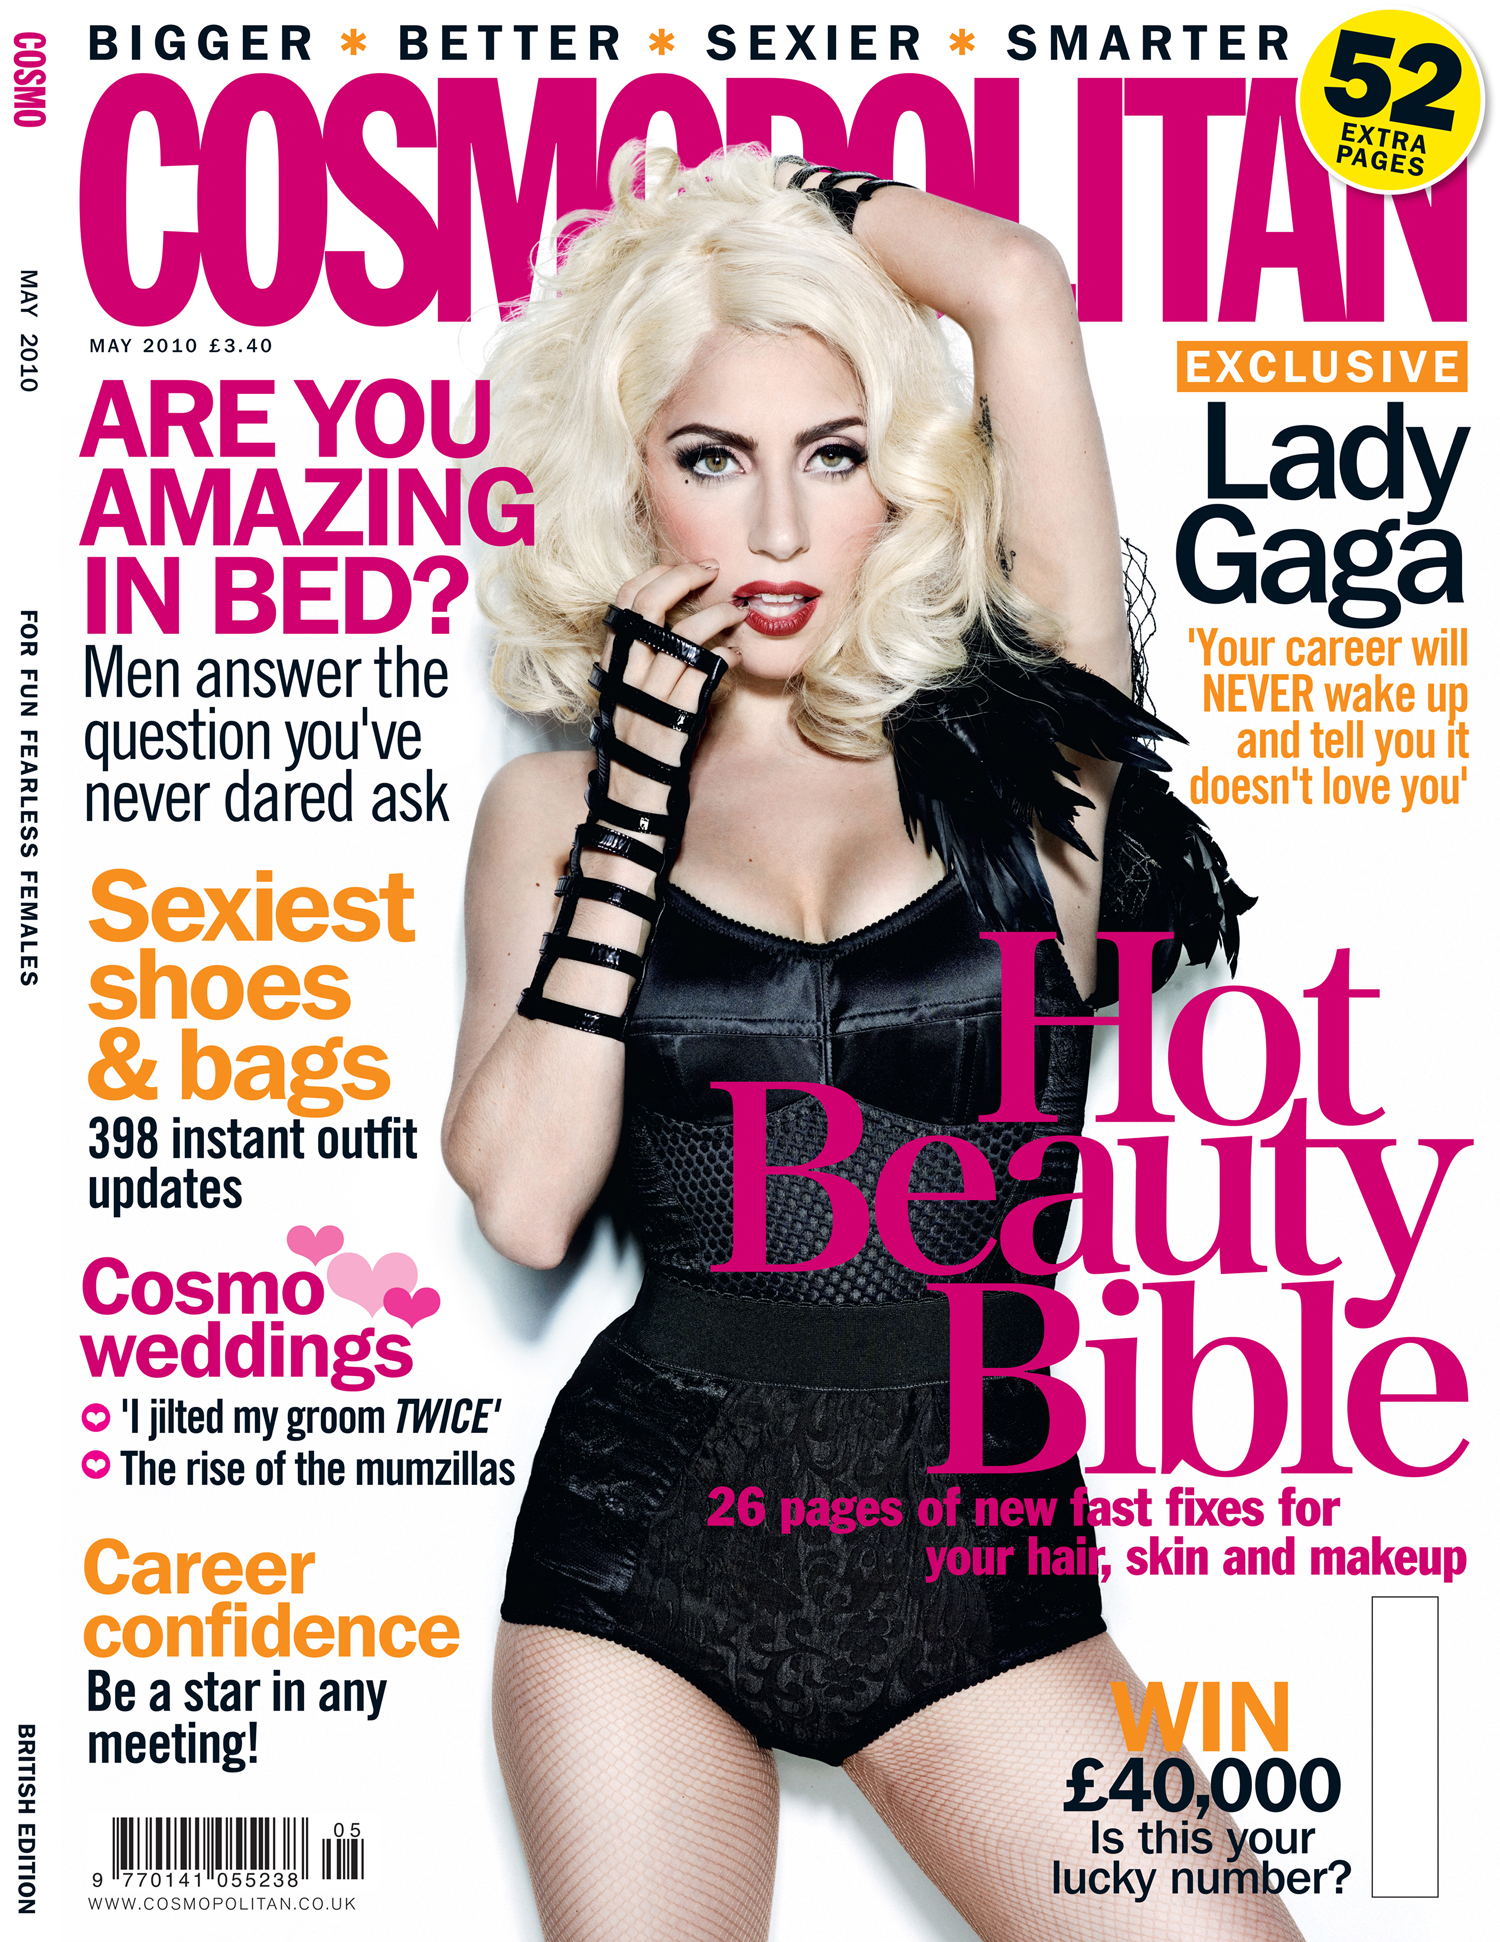 BIGGER * BETTER * SEXIER * SMARTER
52
EXTRA
PAGES
COSMOPOLITAN
MAY 2010 £3.40
ARE YOU
AMAZING
IN BED?
Men answer the
question you've
never dared ask
Sexiest
shoes
& bags
398 instant outfit
updates
Cosmo
weddings
'I jilted my groom TWICE'
The rise of the mumzillas
Career
confidence
Be a star in any
meeting!
05
9 770141 055238
WWW.COSMOPOLITAN.CO.UK
EXCLUSIVE
Lady
Gaga
'Your career will
NEVER wake up
and tell you it
doesn't love you'
Hot
Beauty
Bible
26 pages of new fast fixes for
your hair, skin and makeup
WIN
£40,000
Is this your
lucky number?
COSMO
MAY 2010
FOR FUN FEARLESS FEMALES
BRITISH EDITION